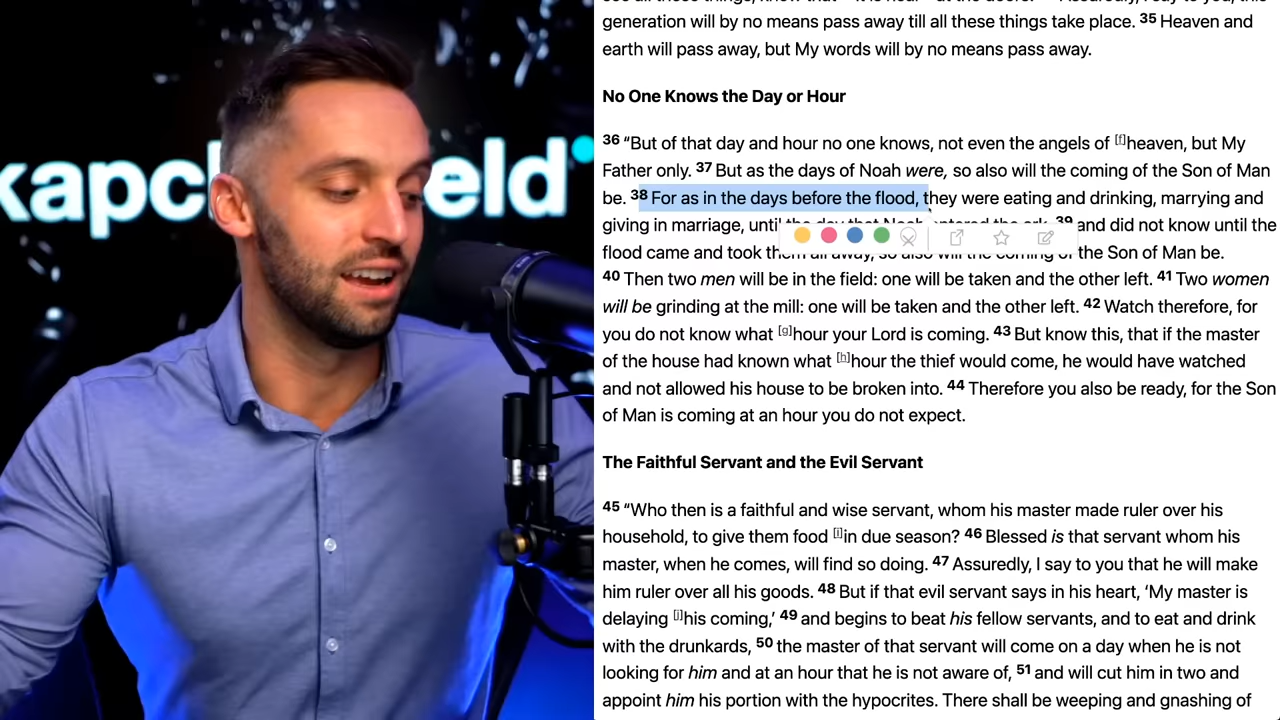 kapc eld
generation will by no means pass away till all these things take place. 35 Heaven and
earth will pass away, but My words will by no means pass away.
No One Knows the Day or Hour
36 “But of that day and hour no one knows, not even the angels of [f]heaven, but My
Father only. 37 But as the days of Noah were, so also will the coming of the Son of Man
be. 38 For as in the days before the flood, they were eating and drinking, marrying and
giving in marriage, until the day that Noah entered the ark, 39 and did not know until the
flood came and took them all away, so also will the coming of the Son of Man be.
40 Then two men will be in the field: one will be taken and the other left. 41 Two women
will be grinding at the mill: one will be taken and the other left. 42 Watch therefore, for
you do not know what [g]hour your Lord is coming. 43 But know this, that if the master
of the house had known what [h]hour the thief would come, he would have watched
and not allowed his house to be broken into. 44 Therefore you also be ready, for the Son
of Man is coming at an hour you do not expect.
The Faithful Servant and the Evil Servant
45 “Who then is a faithful and wise servant, whom his master made ruler over his
household, to give them food [i]in due season? 46 Blessed is that servant whom his
master, when he comes, will find so doing. 47 Assuredly, I say to you that he will make
him ruler over all his goods. 48 But if that evil servant says in his heart, ‘My master is
delaying [j]his coming,’ 49 and begins to beat his fellow servants, and to eat and drink
with the drunkards, 50 the master of that servant will come on a day when he is not
looking for him and at an hour that he is not aware of, 51 and will cut him in two and
appoint him his portion with the hypocrites. There shall be weeping and gnashing of